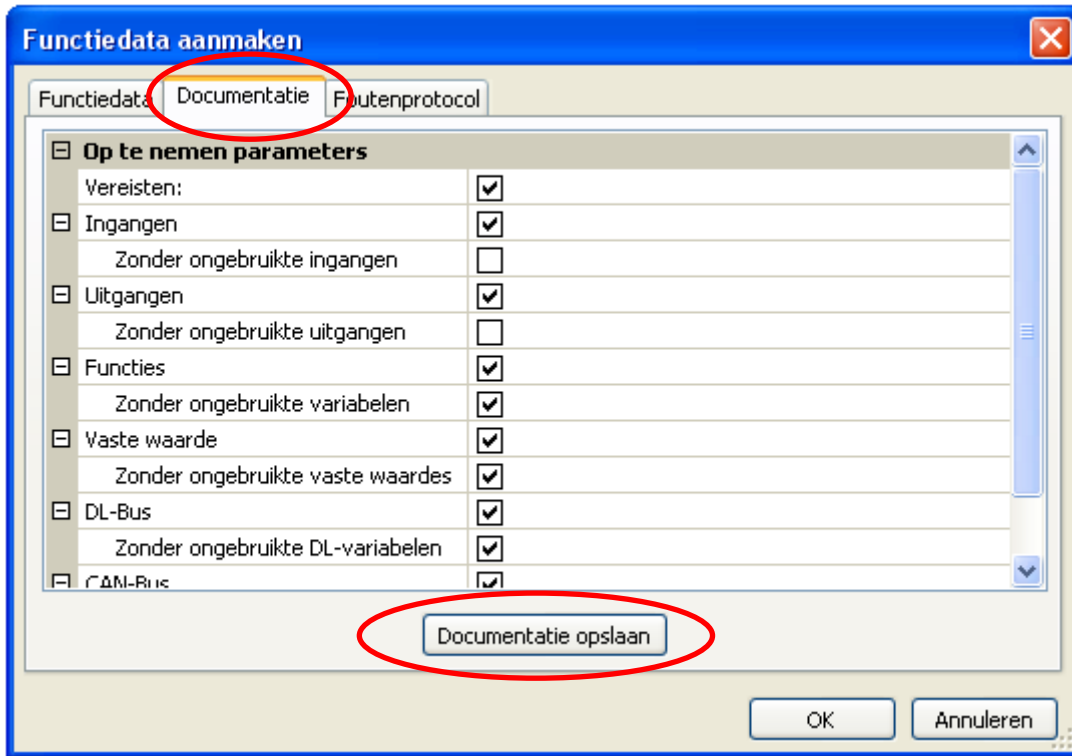 Functiedata aanmaken
Functiedata Documentatie Foutenprotocol
Op te nemen parameters
Vereisten:
Ingangen
Zonder ongebruikte ingangen
Uitgangen
Zonder ongebruikte uitgangen
Functies
Zonder ongebruikte variabelen
Vaste waarde
Zonder ongebruikte vaste waardes
DL-Bus
Zonder ongebruikte DL-variabelen
CAN-Bus
Documentatie opslaan
OK Annuleren